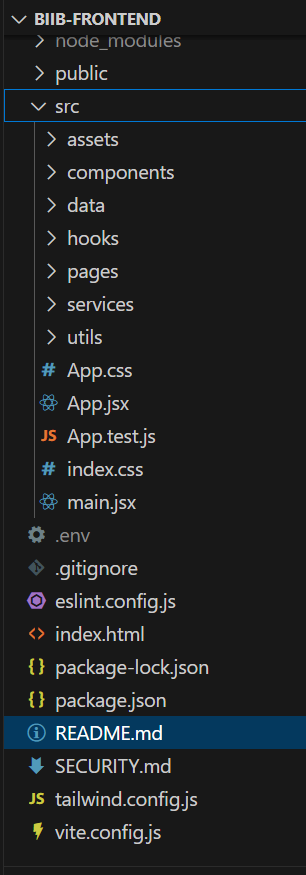 BIIB-FRONTEND
node_modules
public
src
assets
components
data
hooks
pages
services
utils
# App.css
App.jsx
JS App.test.js
# index.css
main.jsx
.env
.gitignore
eslint.config.js
<> index.html
{} package-lock.json
{} package.json
README.md
SECURITY.md
JS tailwind.config.js
vite.config.js